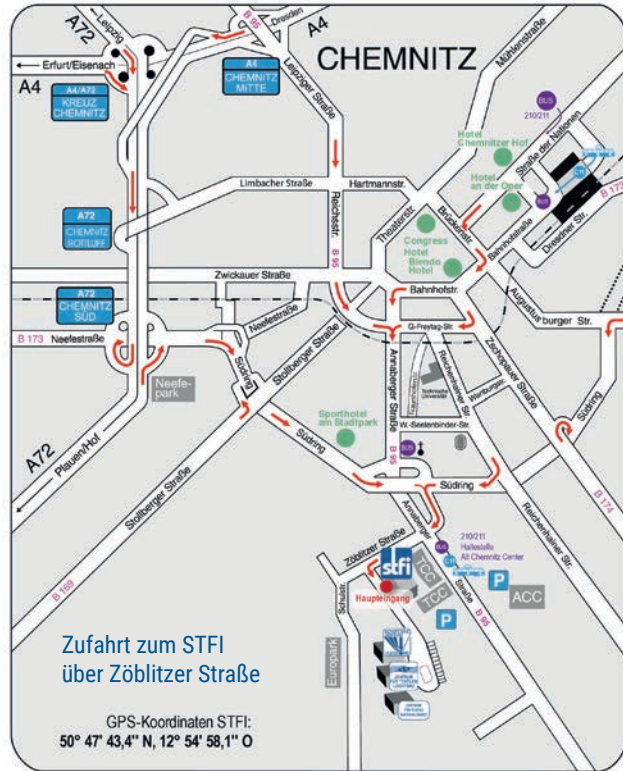 A72
Leipzig
B 95
Dresden
A4
CHEMNITZ
Erfurt/Eisenach
A4
A4/A72
KREUZ
CHEMNITZ
A4
CHEMNITZ
MITTE
Leipziger Straße
Mühlenstraße
BUS
210/211
Hotel
Chemnitzer Hof
Straße der Nationen
Hotel
an der Oper
BUS
B 173
Limbacher Straße
Hartmannstr.
Theaterstr.
Brückenstr.
Bahnhofstraße
Dresdner Str.
A72
CHEMNITZ
ROTTLUFF
Reichsstr.
B 95
Congress
Hotel
Biendo
Hotel
A72
CHEMNITZ
SÜD
Zwickauer Straße
Bahnhofstr.
Augustusburger Str.
B 173
Neefestraße
Neefestraße
G.-Freytag-Str.
Zschopauer Straße
Südring
Stollberger Straße
Annaberger Straße
Technische
Universität
Reichenhainer Str.
Wartburgstr.
Neefe-
park
Sporthotel
am Stadtpark
W.-Seelenbinder-Str.
Südring
A72
Plauen/Hof
BUS
B 95
Südring
Südring
B 174
Stollberger Straße
Annaberger
Straße
Reichenhainer Str.
Zöblitzer Straße
210/211
Haltestelle
Alt Chemnitz Center
BUS
stfi
TCC
TCC
P
ACC
Schulstr.
Haupteingang
P
B 95
B 169
Europark
Zufahrt zum STFI
über Zöblitzer Straße
GPS-Koordinaten STFI:
50° 47' 43,4'' N, 12° 54' 58,1'' O